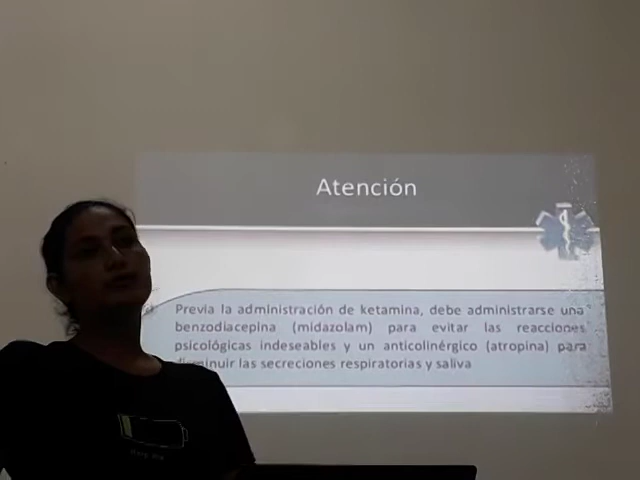 Atención
Previa la administración de ketamina, debe administrarse una
benzodiacepina (midazolam) para evitar las reacciones
psicológicas indeseables y un anticolinérgico (atropina) para
disminuir las secreciones respiratorias y saliva